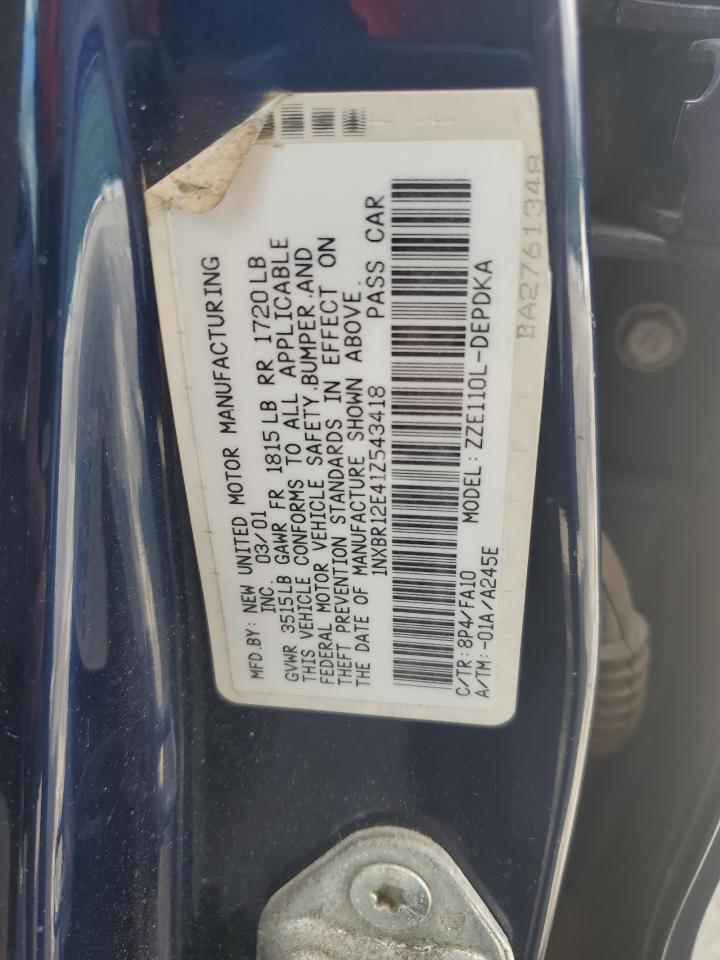 MFD.BY: NEW UNITED MOTOR MANUFACTURING
INC. 03/01
GVWR 3515LB GAWR FR 1815LB RR 1720LB
THIS VEHICLE CONFORMS TO ALL APPLICABLE
FEDERAL MOTOR VEHICLE SAFETY,BUMPER,AND
THEFT PREVENTION STANDARDS IN EFFECT ON
THE DATE OF MANUFACTURE SHOWN ABOVE.
1NXBR12E41Z543418 PASS CAR
C/TR: 8P4/FA10 MODEL: ZZE110L-DEPDKA
A/TM: -01A/A245E
BA2761348